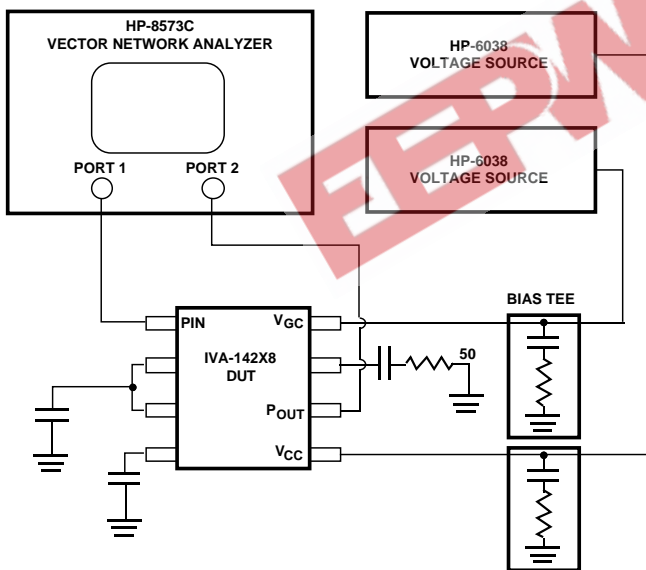 HP-8573C
VECTOR NETWORK ANALYZER
PORT 1
PORT 2
HP-6038
VOLTAGE SOURCE
HP-6038
VOLTAGE SOURCE
EEPW
BIAS TEE
PIN
VGC
IVA-142X8
DUT
50
POUT
VCC